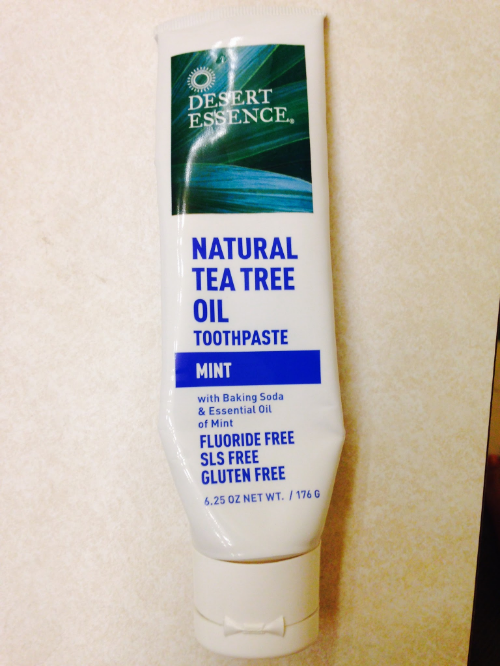 DESERT
ESSENCE®
NATURAL
TEA TREE
OIL
TOOTHPASTE
MINT
with Baking Soda
& Essential Oil
of Mint
FLUORIDE FREE
SLS FREE
GLUTEN FREE
6.25 OZ NET WT. / 176 G